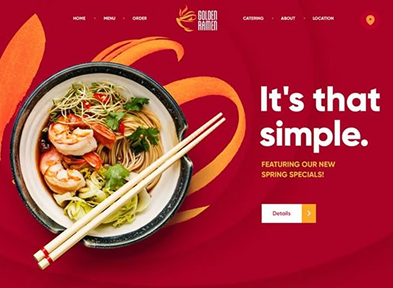 HOME
MENU
ORDER
GOLDEN
RAMEN
CATERING
ABOUT
LOCATION
It's that
simple.
FEATURING OUR NEW
SPRING SPECIALS!
Details